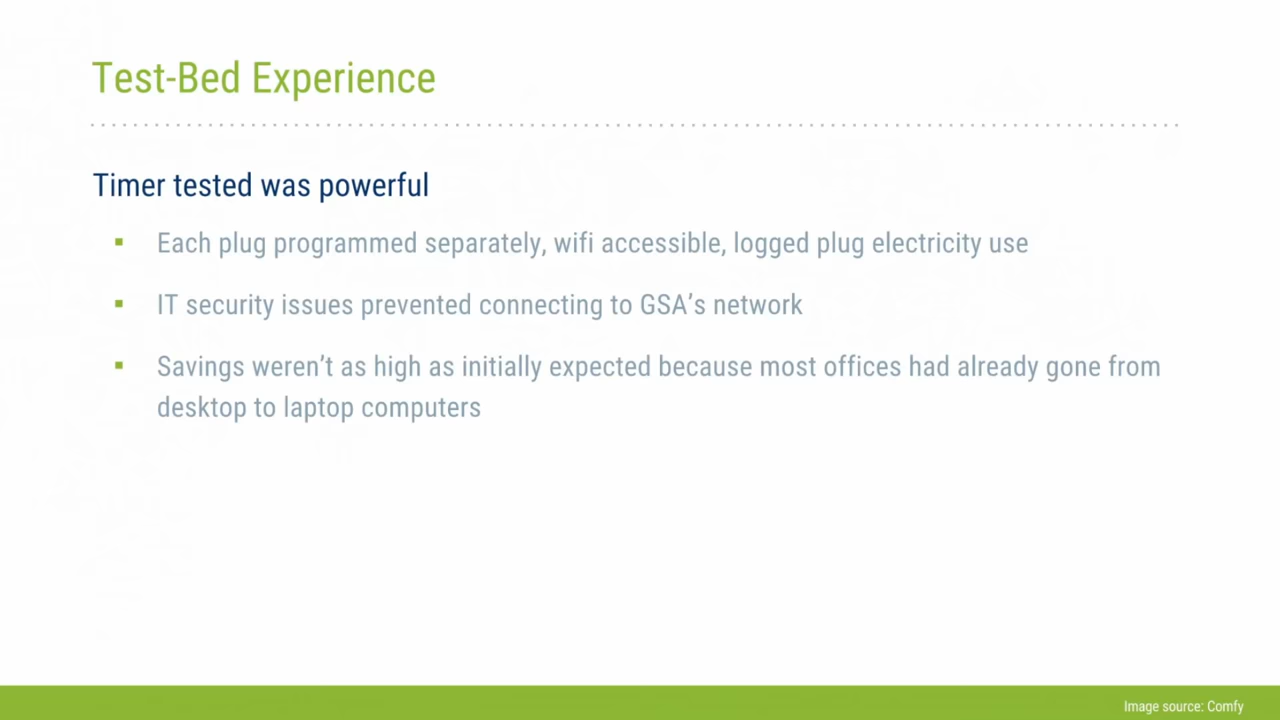 Test-Bed Experience
Timer tested was powerful
▪ Each plug programmed separately, wifi accessible, logged plug electricity use
▪ IT security issues prevented connecting to GSA’s network
▪ Savings weren’t as high as initially expected because most offices had already gone from
desktop to laptop computers
Image source: Comfy